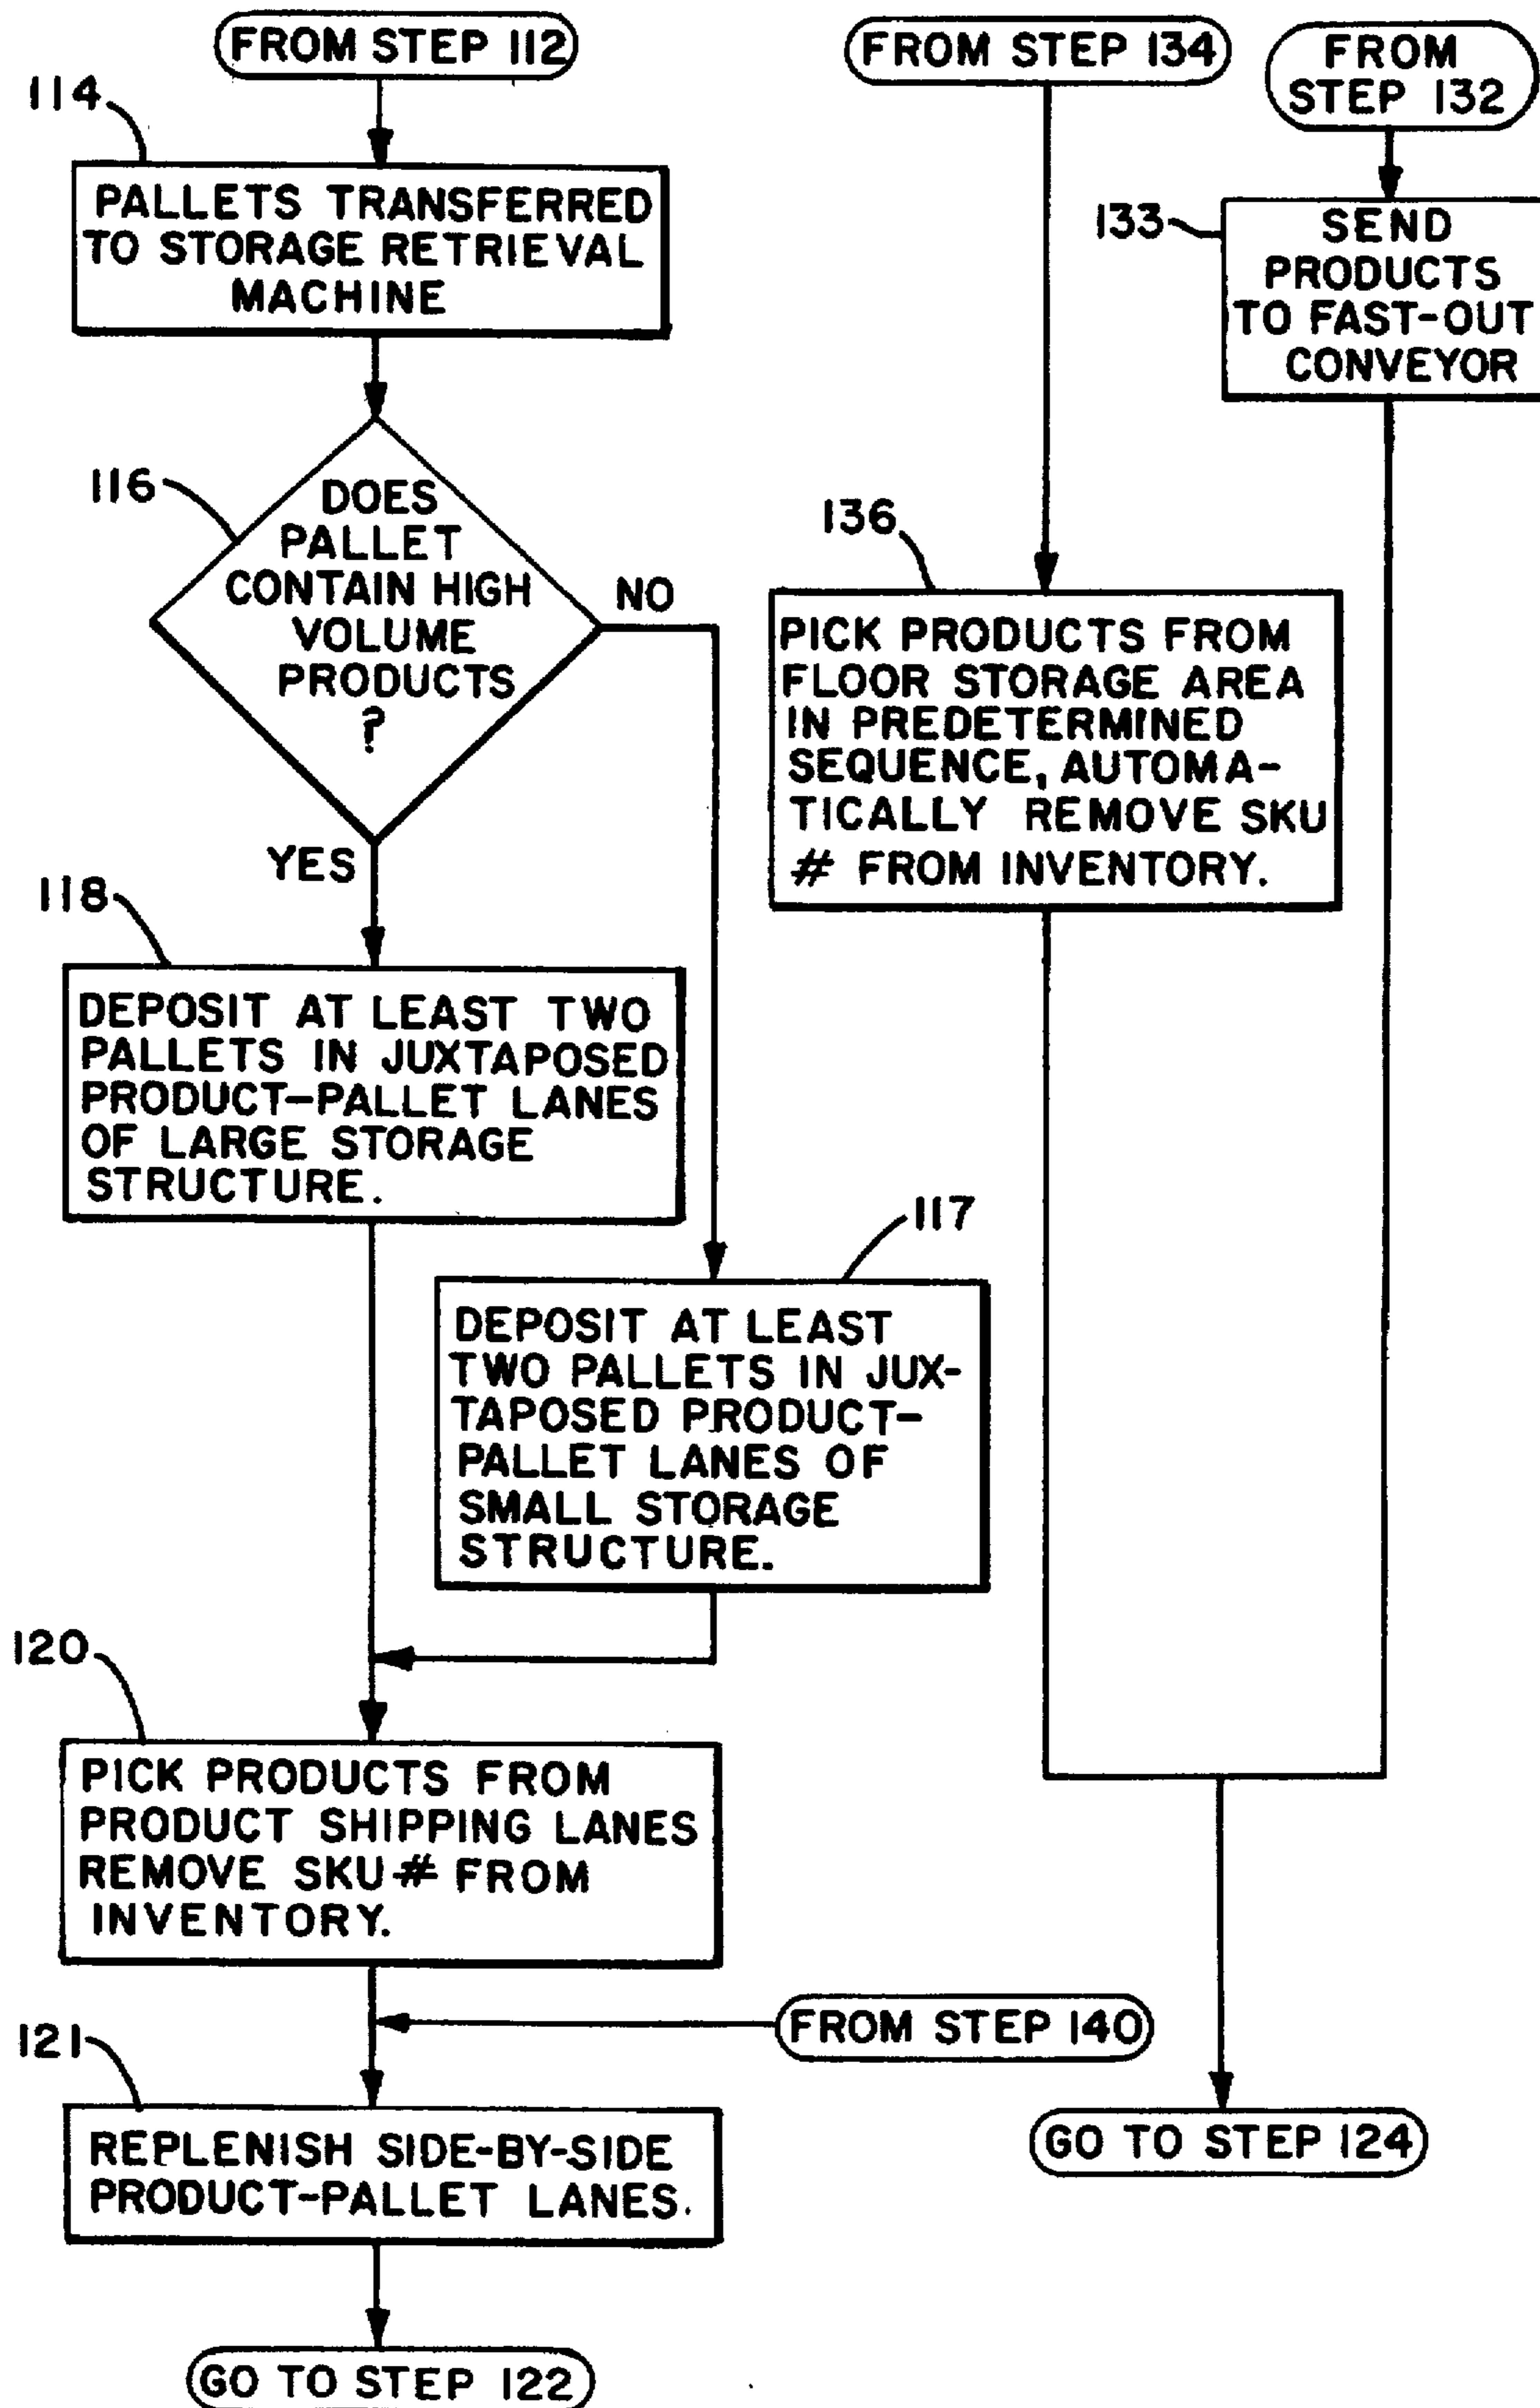 FROM STEP 112
114
PALLETS TRANSFERRED
TO STORAGE RETRIEVAL
MACHINE
116
DOES
PALLET
CONTAIN HIGH
VOLUME
PRODUCTS
?
NO
YES
118
DEPOSIT AT LEAST TWO
PALLETS IN JUXTAPOSED
PRODUCT-PALLET LANES
OF LARGE STORAGE
STRUCTURE.
117
DEPOSIT AT LEAST
TWO PALLETS IN JUX-
TAPOSED PRODUCT-
PALLET LANES OF
SMALL STORAGE
STRUCTURE.
120
PICK PRODUCTS FROM
PRODUCT SHIPPING LANES
REMOVE SKU # FROM
INVENTORY.
FROM STEP 140
121
REPLENISH SIDE-BY-SIDE
PRODUCT-PALLET LANES.
GO TO STEP 122
FROM STEP 134
136
PICK PRODUCTS FROM
FLOOR STORAGE AREA
IN PREDETERMINED
SEQUENCE, AUTOMA-
TICALLY REMOVE SKU
# FROM INVENTORY.
FROM
STEP 132
133
SEND
PRODUCTS
TO FAST-OUT
CONVEYOR
GO TO STEP 124